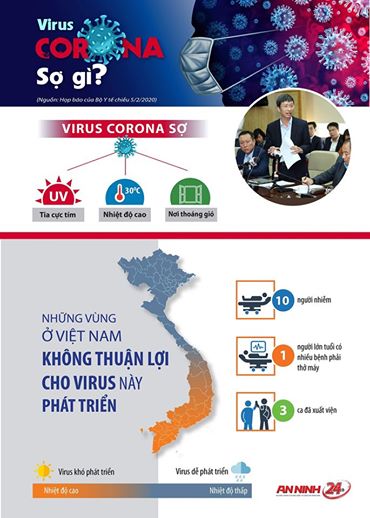 Virus
CORONA
Sợ gì?
(Nguồn: Họp báo của Bộ Y tế chiều 5/2/2020)
VIRUS CORONA SỢ
UV
30°C
Tia cực tím
Nhiệt độ cao
Nơi thoáng gió
NHỮNG VÙNG
Ở VIỆT NAM
KHÔNG THUẬN LỢI
CHO VIRUS NÀY
PHÁT TRIỂN
10
người nhiễm
1
người lớn tuổi có
nhiều bệnh phải
thở máy
3
ca đã xuất viện
Virus khó phát triển
Virus dễ phát triển
Nhiệt độ cao
Nhiệt độ thấp
AN NINH 24+